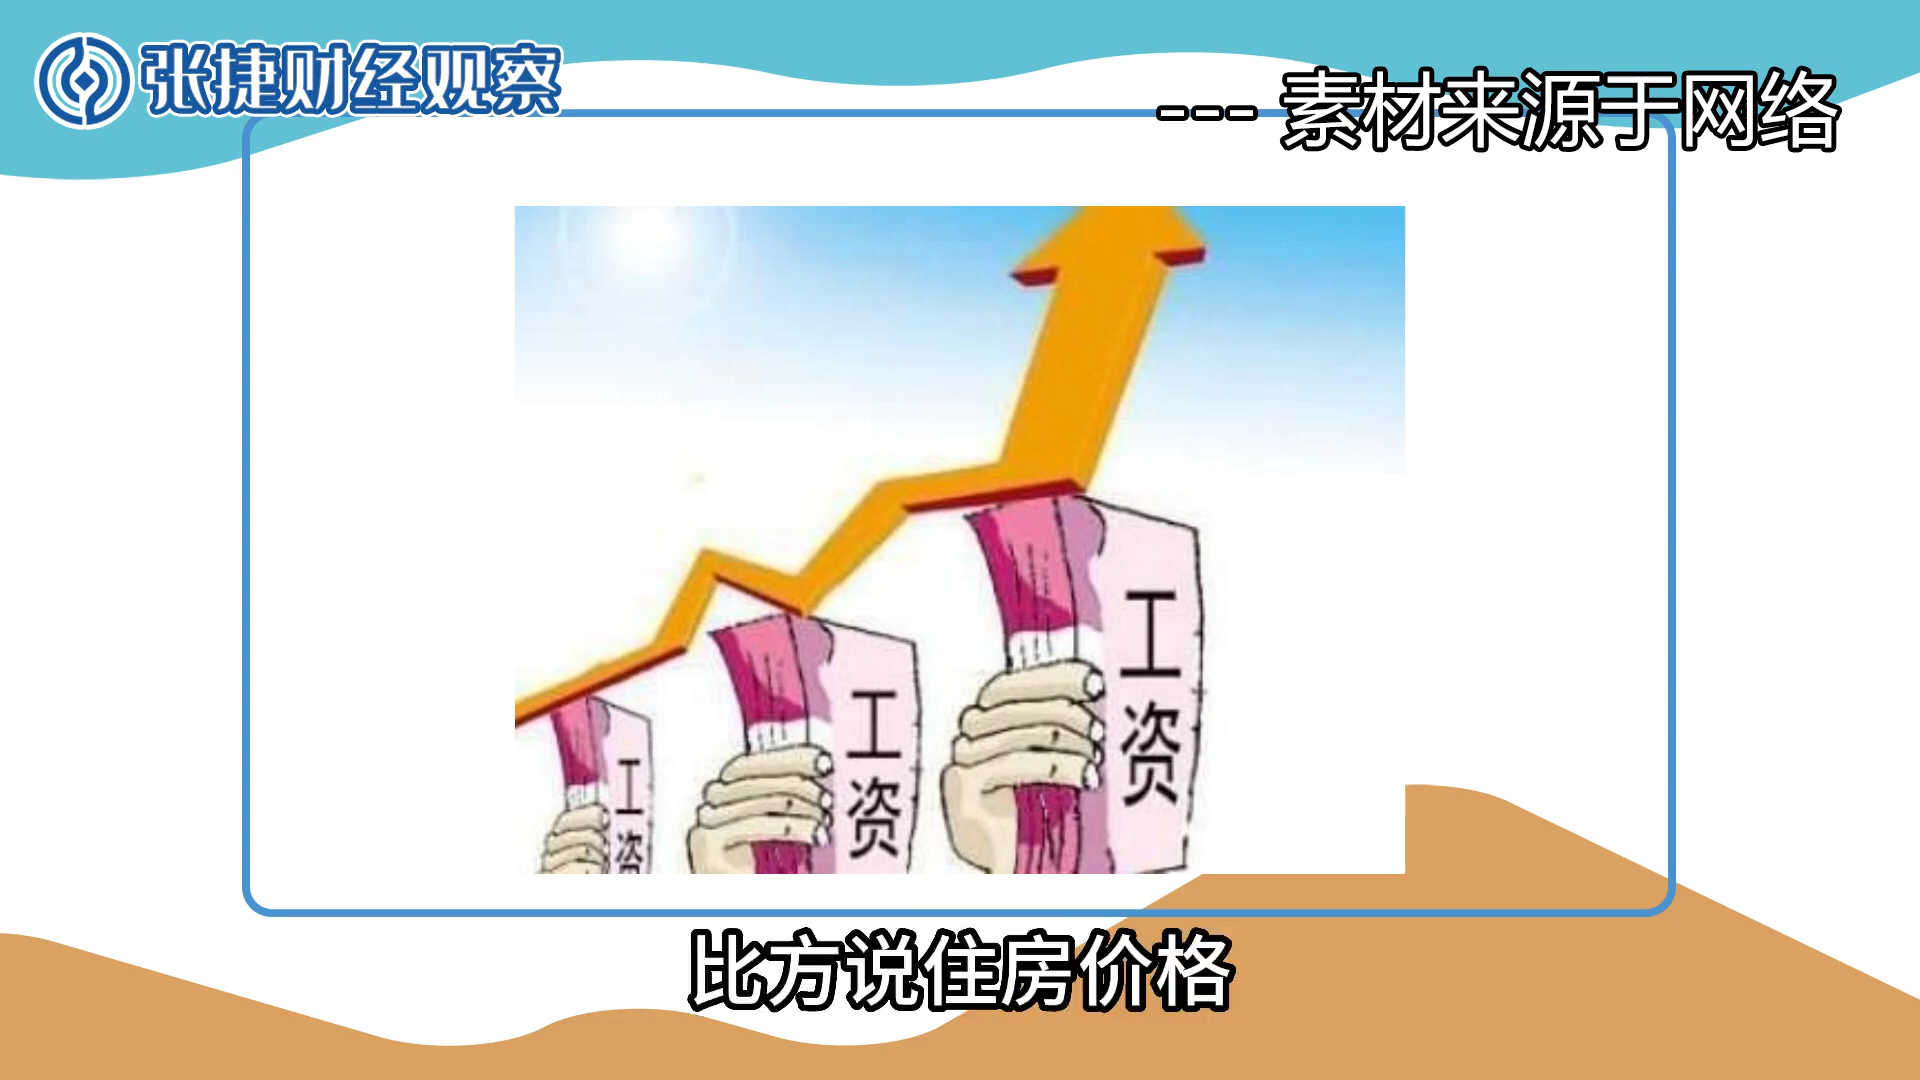 张捷财经观察
--- 素材来源于网络
工资
工资
工资
比方说住房价格